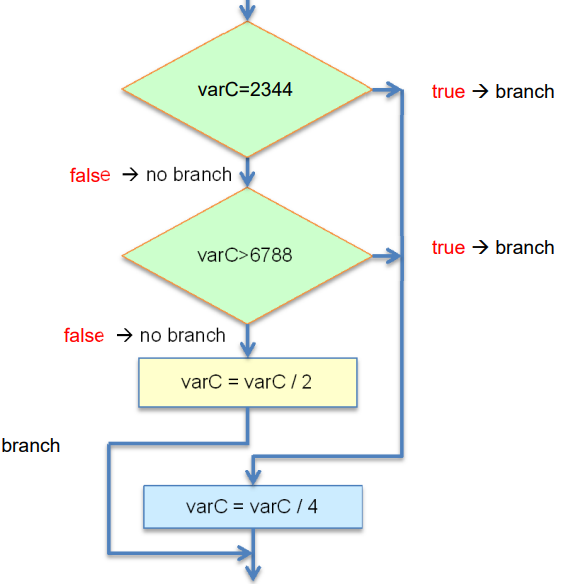 varC=2344
true → branch
false → no branch
varC>6788
true → branch
false → no branch
varC = varC / 2
branch
varC = varC / 4